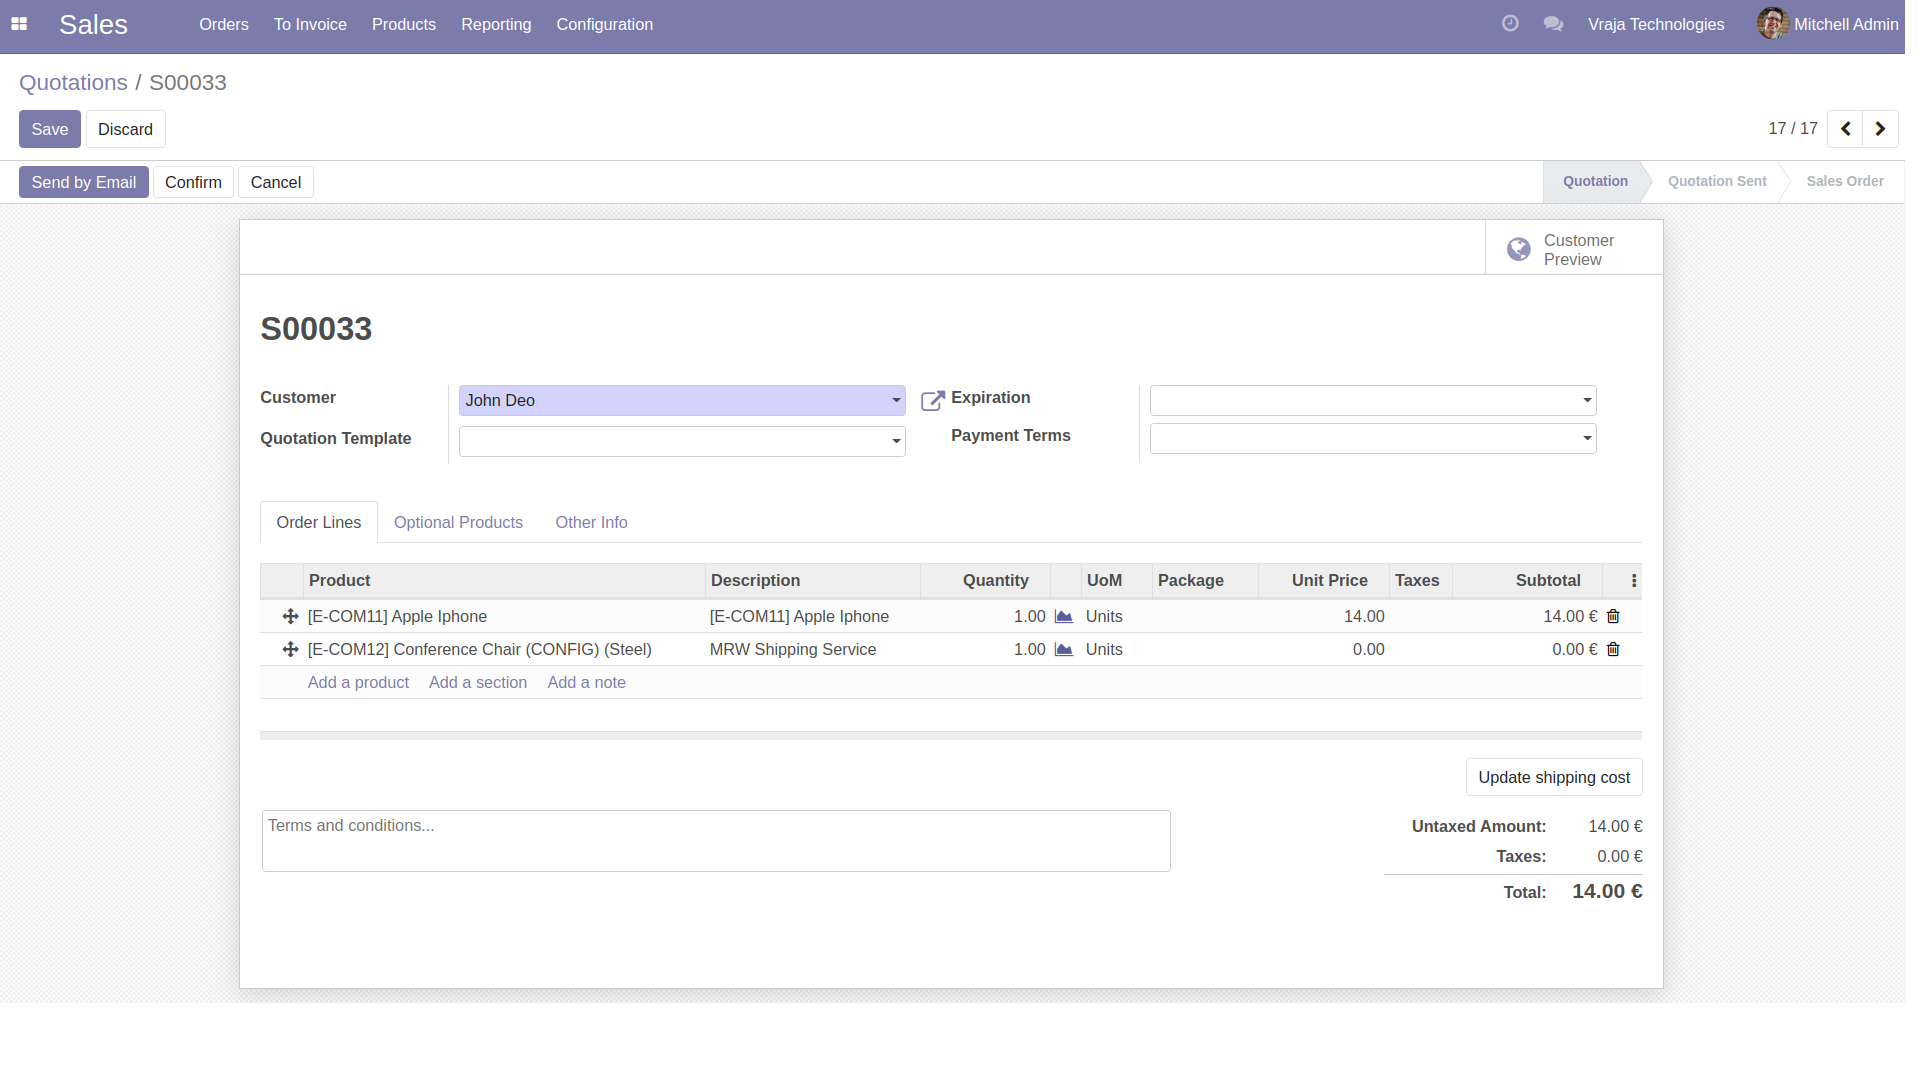 Sales Orders To Invoice Products Reporting Configuration Vraja Technologies Mitchell Admin
Quotations / S00033
Save Discard 17 / 17
Send by Email Confirm Cancel Quotation Quotation Sent Sales Order
Customer
Preview
S00033
Customer John Deo Expiration
Quotation Template Payment Terms
Order Lines Optional Products Other Info
Product Description Quantity UoM Package Unit Price Taxes Subtotal
[E-COM11] Apple Iphone [E-COM11] Apple Iphone 1.00 Units 14.00 14.00 €
[E-COM12] Conference Chair (CONFIG) (Steel) MRW Shipping Service 1.00 Units 0.00 0.00 €
Add a product Add a section Add a note
Update shipping cost
Terms and conditions... Untaxed Amount: 14.00 €
Taxes: 0.00 €
Total: 14.00 €